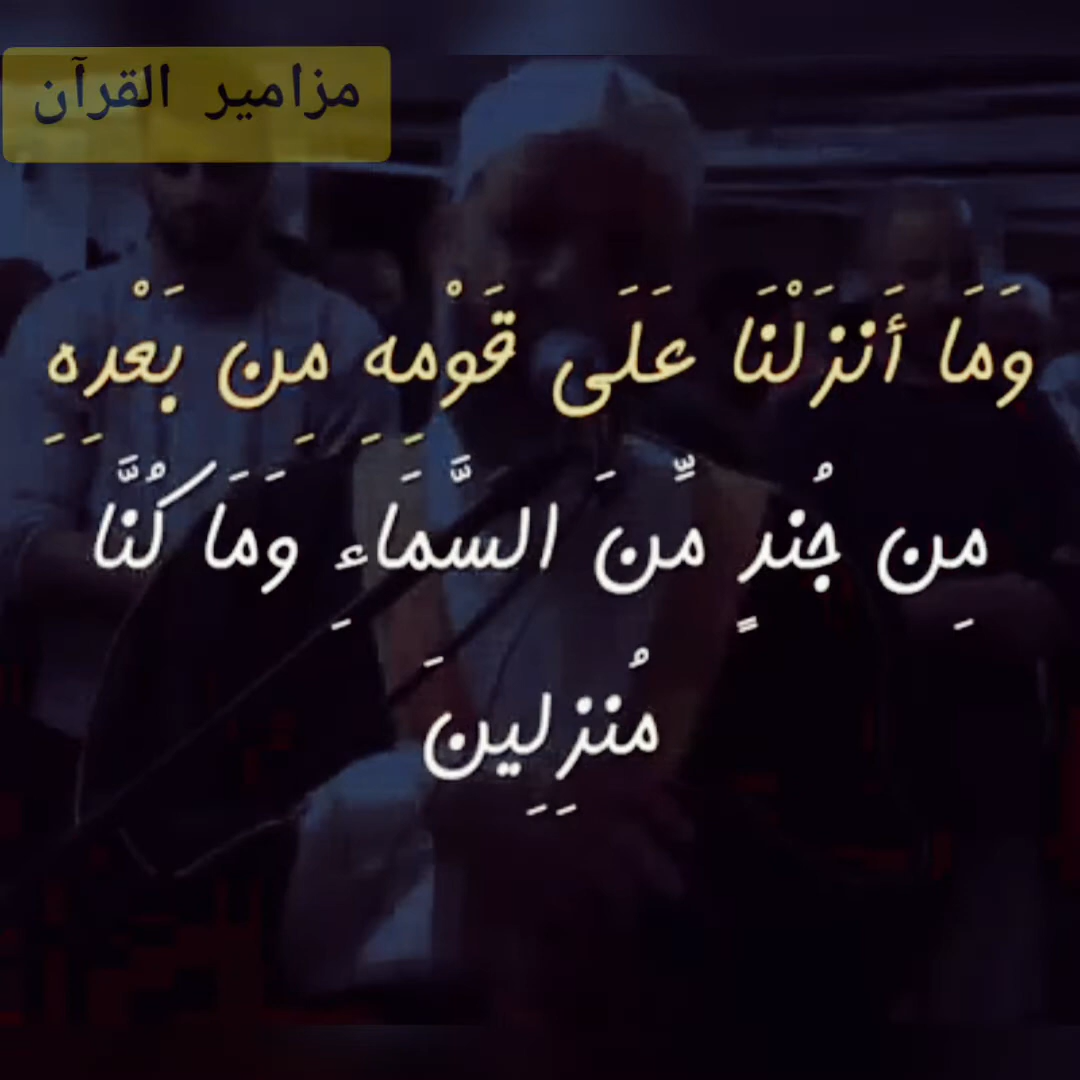 مزامير القرآن
وَمَا أَنزَلْنَا عَلَى قَوْمِهِ مِن بَعْدِهِ
مِن جُندٍ مِّنَ السَّمَاءِ وَمَا كُنَّا
مُنزِلِينَ